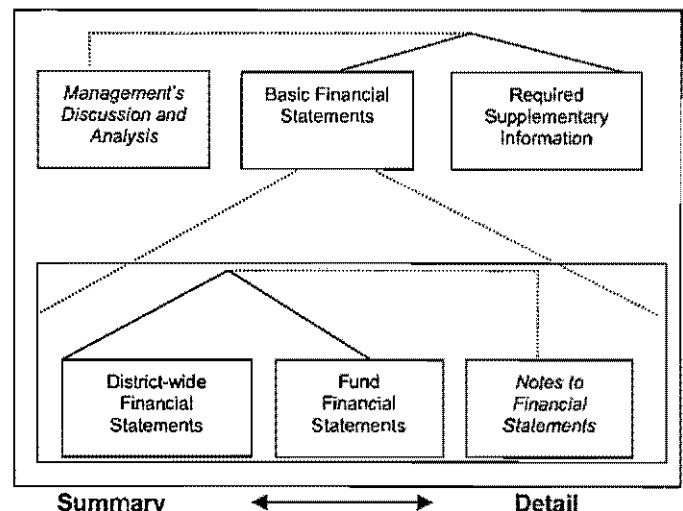 Management's
Discussion and
Analysis
Basic Financial
Statements
Required
Supplementary
Information
District-wide
Financial
Statements
Fund
Financial
Statements
Notes to
Financial
Statements
Summary
Detail